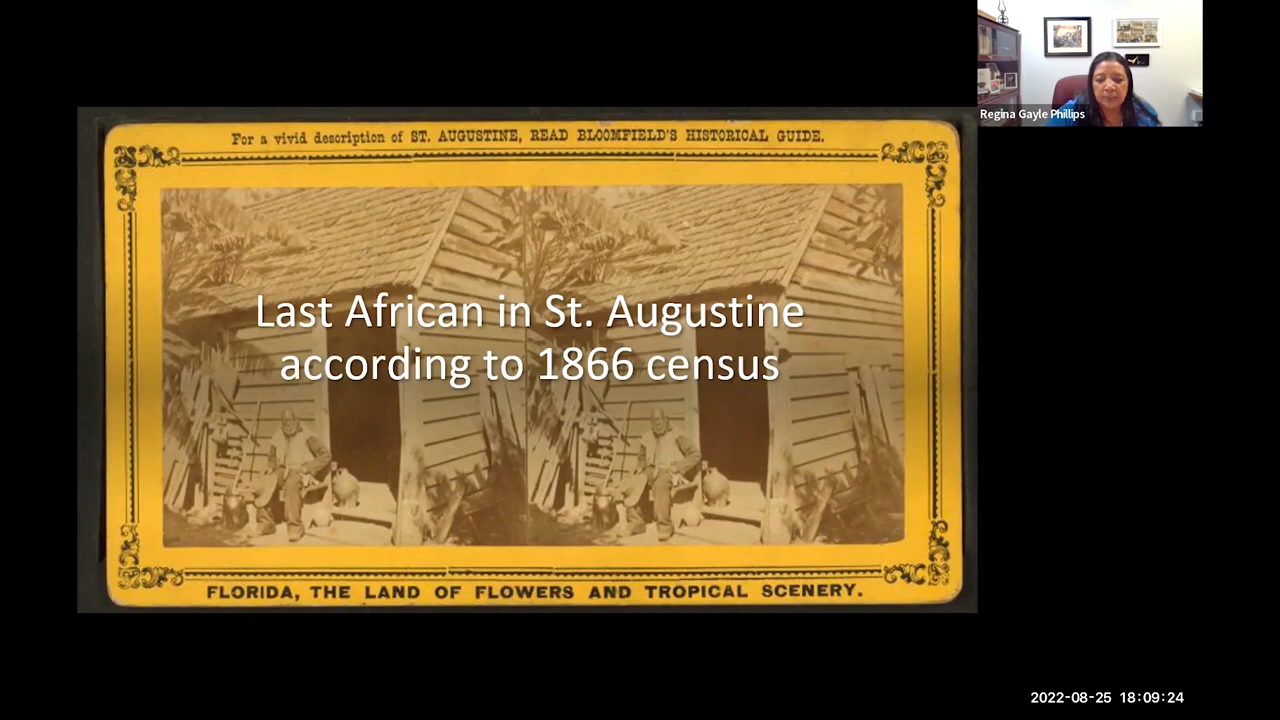 Regina Gayle Phillips
For a vivid description of ST. AUGUSTINE, READ BLOOMFIELD'S HISTORICAL GUIDE.
Last African in St. Augustine
according to 1866 census
FLORIDA, THE LAND OF FLOWERS AND TROPICAL SCENERY.
2022-08-25 18:09:24